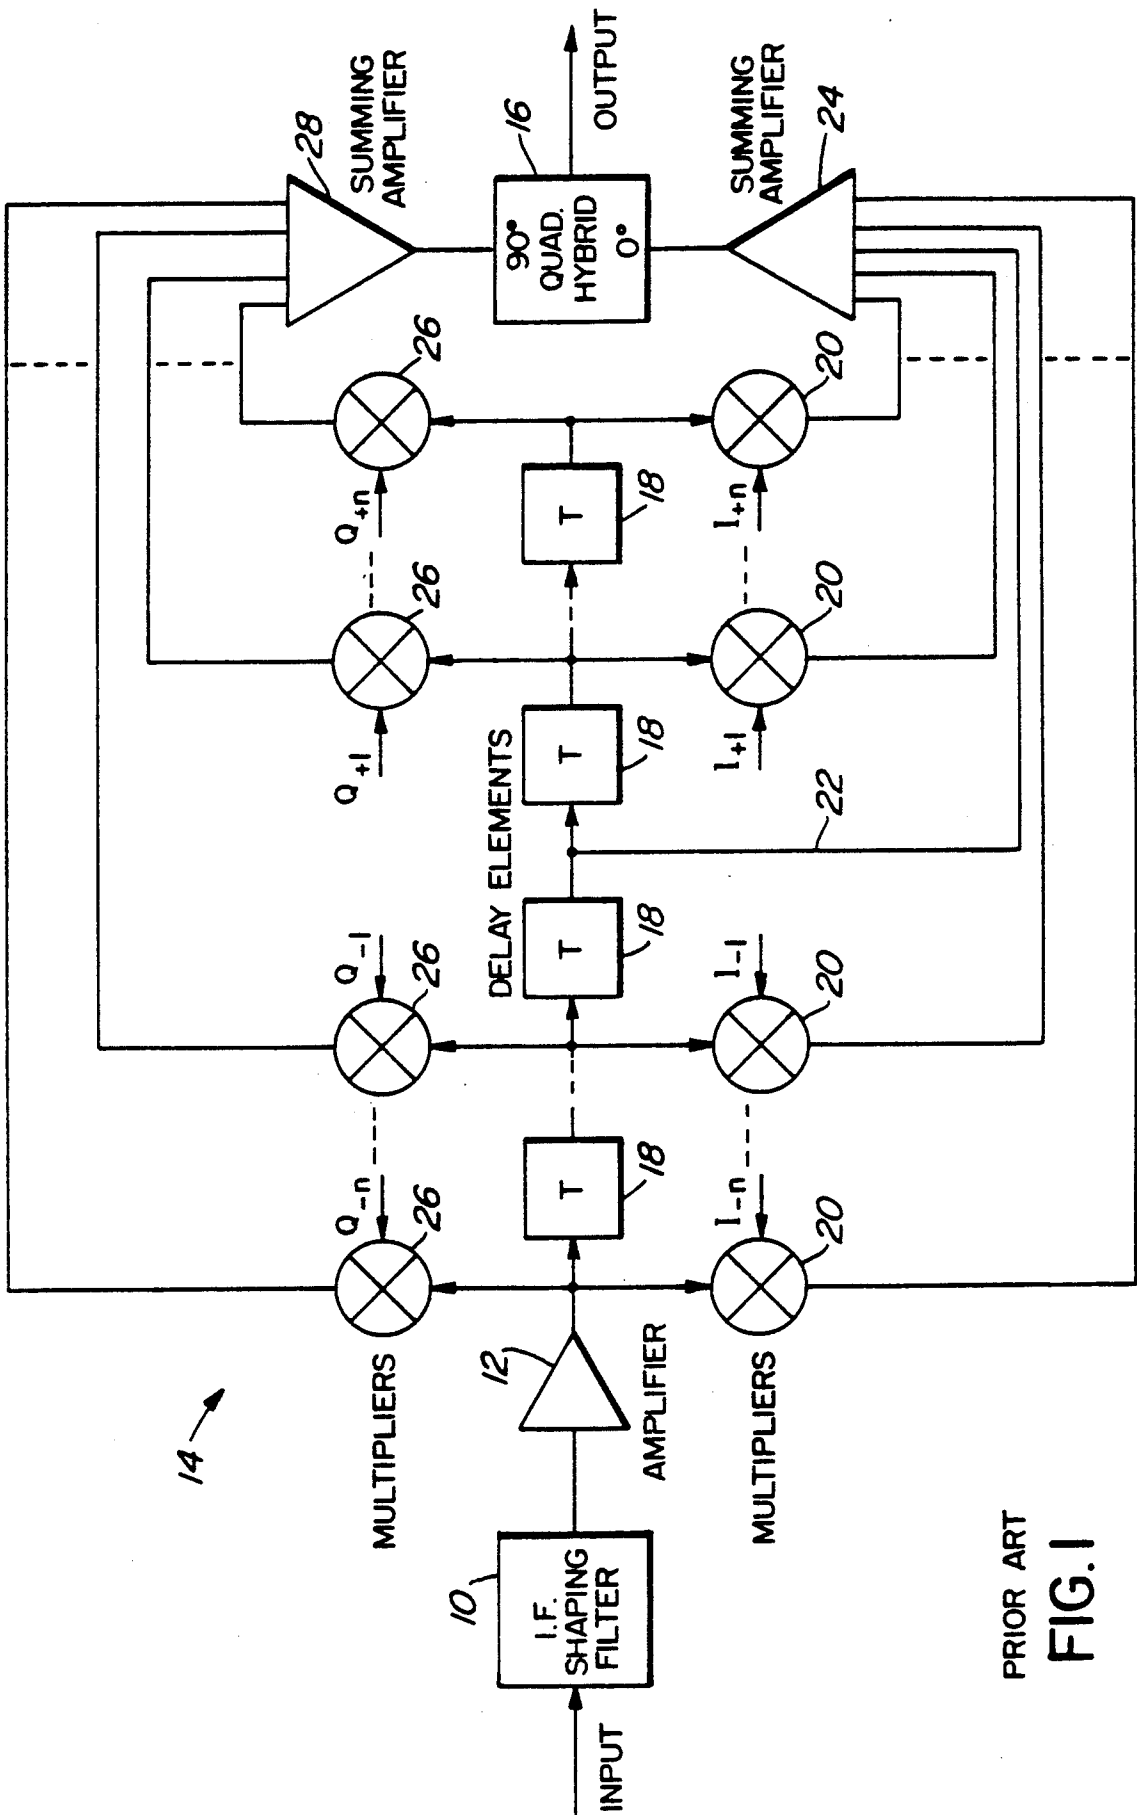 14
28
SUMMING
AMPLIFIER
MULTIPLIERS
Q-n
26
Q-1
26
Q+1
26
Q+n
26
90°
QUAD.
HYBRID
0°
16
OUTPUT
INPUT
10
I.F.
SHAPING
FILTER
12
AMPLIFIER
T
18
DELAY ELEMENTS
T
18
T
18
T
18
22
MULTIPLIERS
I-n
20
I-1
20
I+1
20
I+n
20
SUMMING
AMPLIFIER
24
PRIOR ART
FIG.1